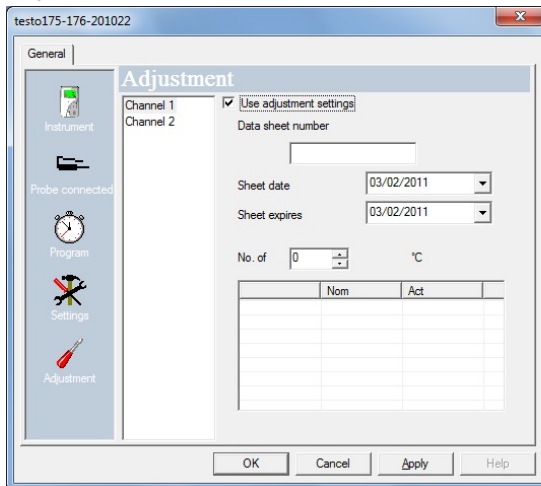 testo175-176-201022
General
Adjustment
Instrument
Probe connected
Program
Settings
Adjustment
Channel 1
Channel 2
Use adjustment settings
Data sheet number
Sheet date 03/02/2011
Sheet expires 03/02/2011
No. of 0 °C
Nom Act
OK Cancel Apply Help